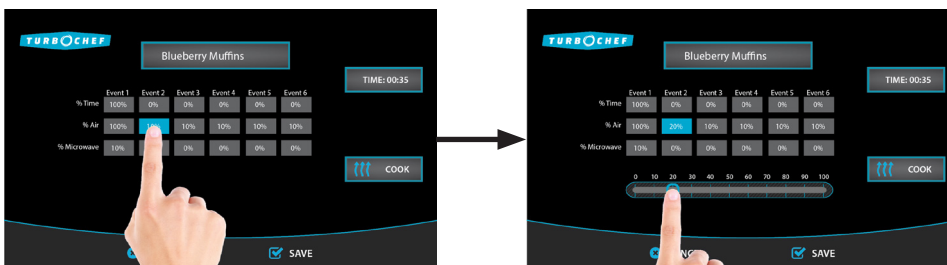 TURBOCHEF
Blueberry Muffins
TIME: 00:35
Event 1 Event 2 Event 3 Event 4 Event 5 Event 6
% Time 100% 0% 0% 0% 0% 0%
% Air 100% 10% 10% 10% 10%
% Microwave 10% 0% 0% 0% 0%
COOK
SAVE
TURBOCHEF
Blueberry Muffins
TIME: 00:35
Event 1 Event 2 Event 3 Event 4 Event 5 Event 6
% Time 100% 0% 0% 0% 0% 0%
% Air 100% 20% 10% 10% 10% 10%
% Microwave 10% 0% 0% 0% 0% 0%
COOK
0 10 20 30 40 50 60 70 80 90 100
SAVE